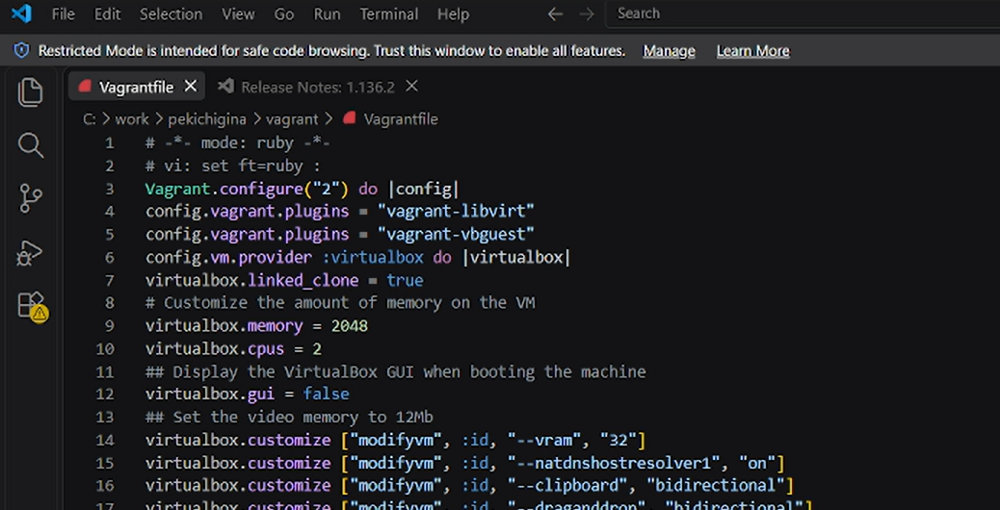 File Edit Selection View Go Run Terminal Help Search
Restricted Mode is intended for safe code browsing. Trust this window to enable all features. Manage Learn More
Vagrantfile Release Notes: 1.136.2
C: > work > pekichigina > vagrant > Vagrantfile
1 # -*- mode: ruby -*-
2 # vi: set ft=ruby :
3 Vagrant.configure("2") do |config|
4 config.vagrant.plugins = "vagrant-libvirt"
5 config.vagrant.plugins = "vagrant-vbguest"
6 config.vm.provider :virtualbox do |virtualbox|
7 virtualbox.linked_clone = true
8 # Customize the amount of memory on the VM
9 virtualbox.memory = 2048
10 virtualbox.cpus = 2
11 ## Display the VirtualBox GUI when booting the machine
12 virtualbox.gui = false
13 ## Set the video memory to 12Mb
14 virtualbox.customize ["modifyvm", :id, "--vram", "32"]
15 virtualbox.customize ["modifyvm", :id, "--natdnshostresolver1", "on"]
16 virtualbox.customize ["modifyvm", :id, "--clipboard", "bidirectional"]
17 virtualbox.customize ["modifyvm", :id, "--draganddrop", "bidirectional"]